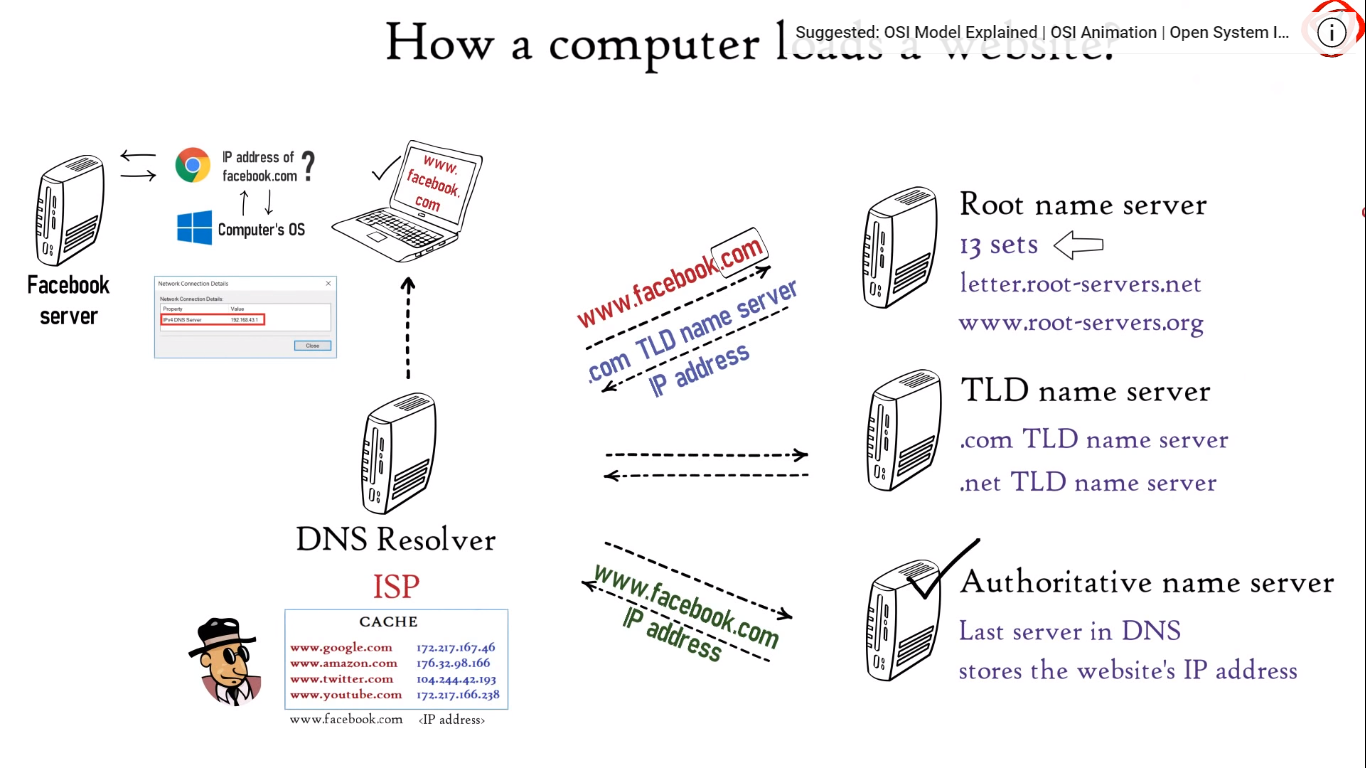 How a computer loads a website?
Suggested: OSI Model Explained | OSI Animation | Open System I...
IP address of
facebook.com ?
Computer's OS
Facebook
server
www.
facebook.
com
Network Connection Details
Network Connection Details:
Property Value
IPv4 DNS Server 192.168.43.1
Close
DNS Resolver
ISP
CACHE
www.google.com 172.217.167.46
www.amazon.com 176.32.98.166
www.twitter.com 104.244.42.193
www.youtube.com 172.217.166.238
www.facebook.com <IP address>
www.facebook.com
.com TLD name server
IP address
www.facebook.com
IP address
Root name server
13 sets
letter.root-servers.net
www.root-servers.org
TLD name server
.com TLD name server
.net TLD name server
Authoritative name server
Last server in DNS
stores the website's IP address